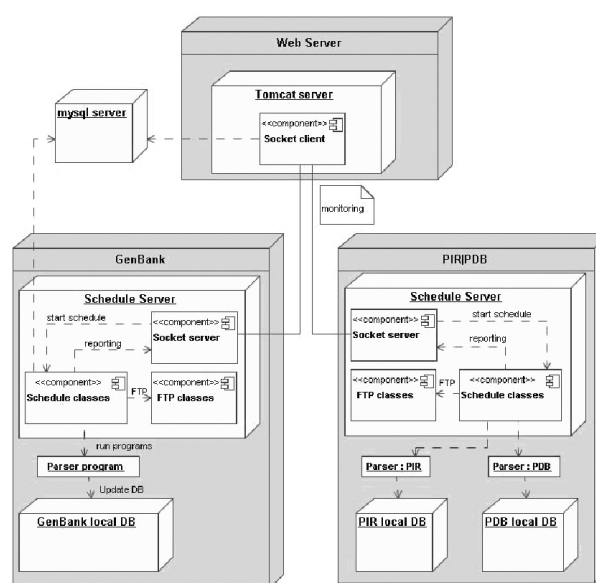 Web Server
Tomcat server
mysql server
<<component>>
Socket client
monitoring
GenBank
Schedule Server
start schedule
<<component>>
Socket server
reporting
<<component>>
Schedule classes
FTP
<<component>>
FTP classes
run programs
Parser program
Update DB
GenBank local DB
PIR|PDB
Schedule Server
<<component>>
Socket server
start schedule
reporting
<<component>>
FTP classes
FTP
<<component>>
Schedule classes
Parser : PIR
Parser : PDB
PIR local DB
PDB local DB